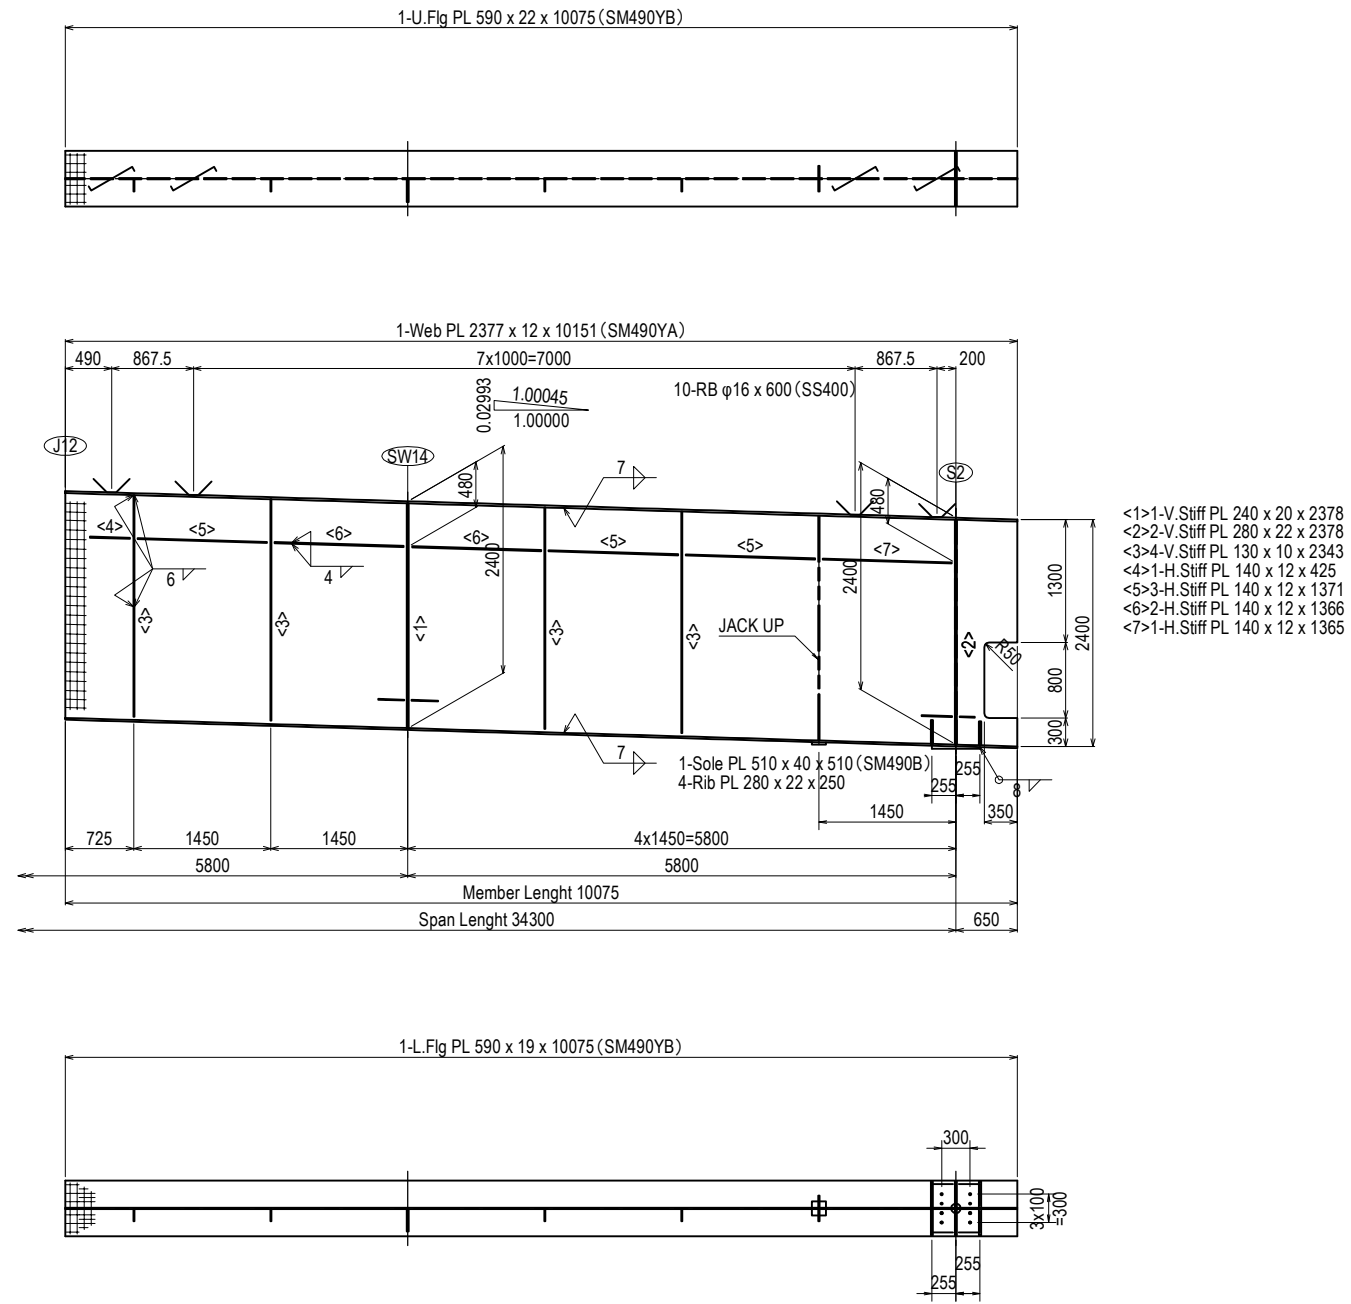 1-U.Flg PL 590 x 22 x 10075(SM490YB)
1-Web PL 2377 x 12 x 10151(SM490YA)
490
867.5
7x1000=7000
867.5
200
10-RB φ16 x 600(SS400)
0.02993
1.00045
1.00000
J12
SW14
S2
7
480
480
<4>
<5>
<6>
<6>
<5>
<5>
<7>
2400
2400
6
4
<3>
<3>
<1>
<3>
<3>
<2>
JACK UP
R50
1300
800
300
2400
<1>1-V.Stiff PL 240 x 20 x 2378
<2>2-V.Stiff PL 280 x 22 x 2378
<3>4-V.Stiff PL 130 x 10 x 2343
<4>1-H.Stiff PL 140 x 12 x 425
<5>3-H.Stiff PL 140 x 12 x 1371
<6>2-H.Stiff PL 140 x 12 x 1366
<7>1-H.Stiff PL 140 x 12 x 1365
7
1-Sole PL 510 x 40 x 510(SM490B)
4-Rib PL 280 x 22 x 250
255
255
8
1450
350
725
1450
1450
4x1450=5800
5800
5800
Member Lenght 10075
Span Lenght 34300
650
1-L.Flg PL 590 x 19 x 10075(SM490YB)
300
3x100
=300
255
255